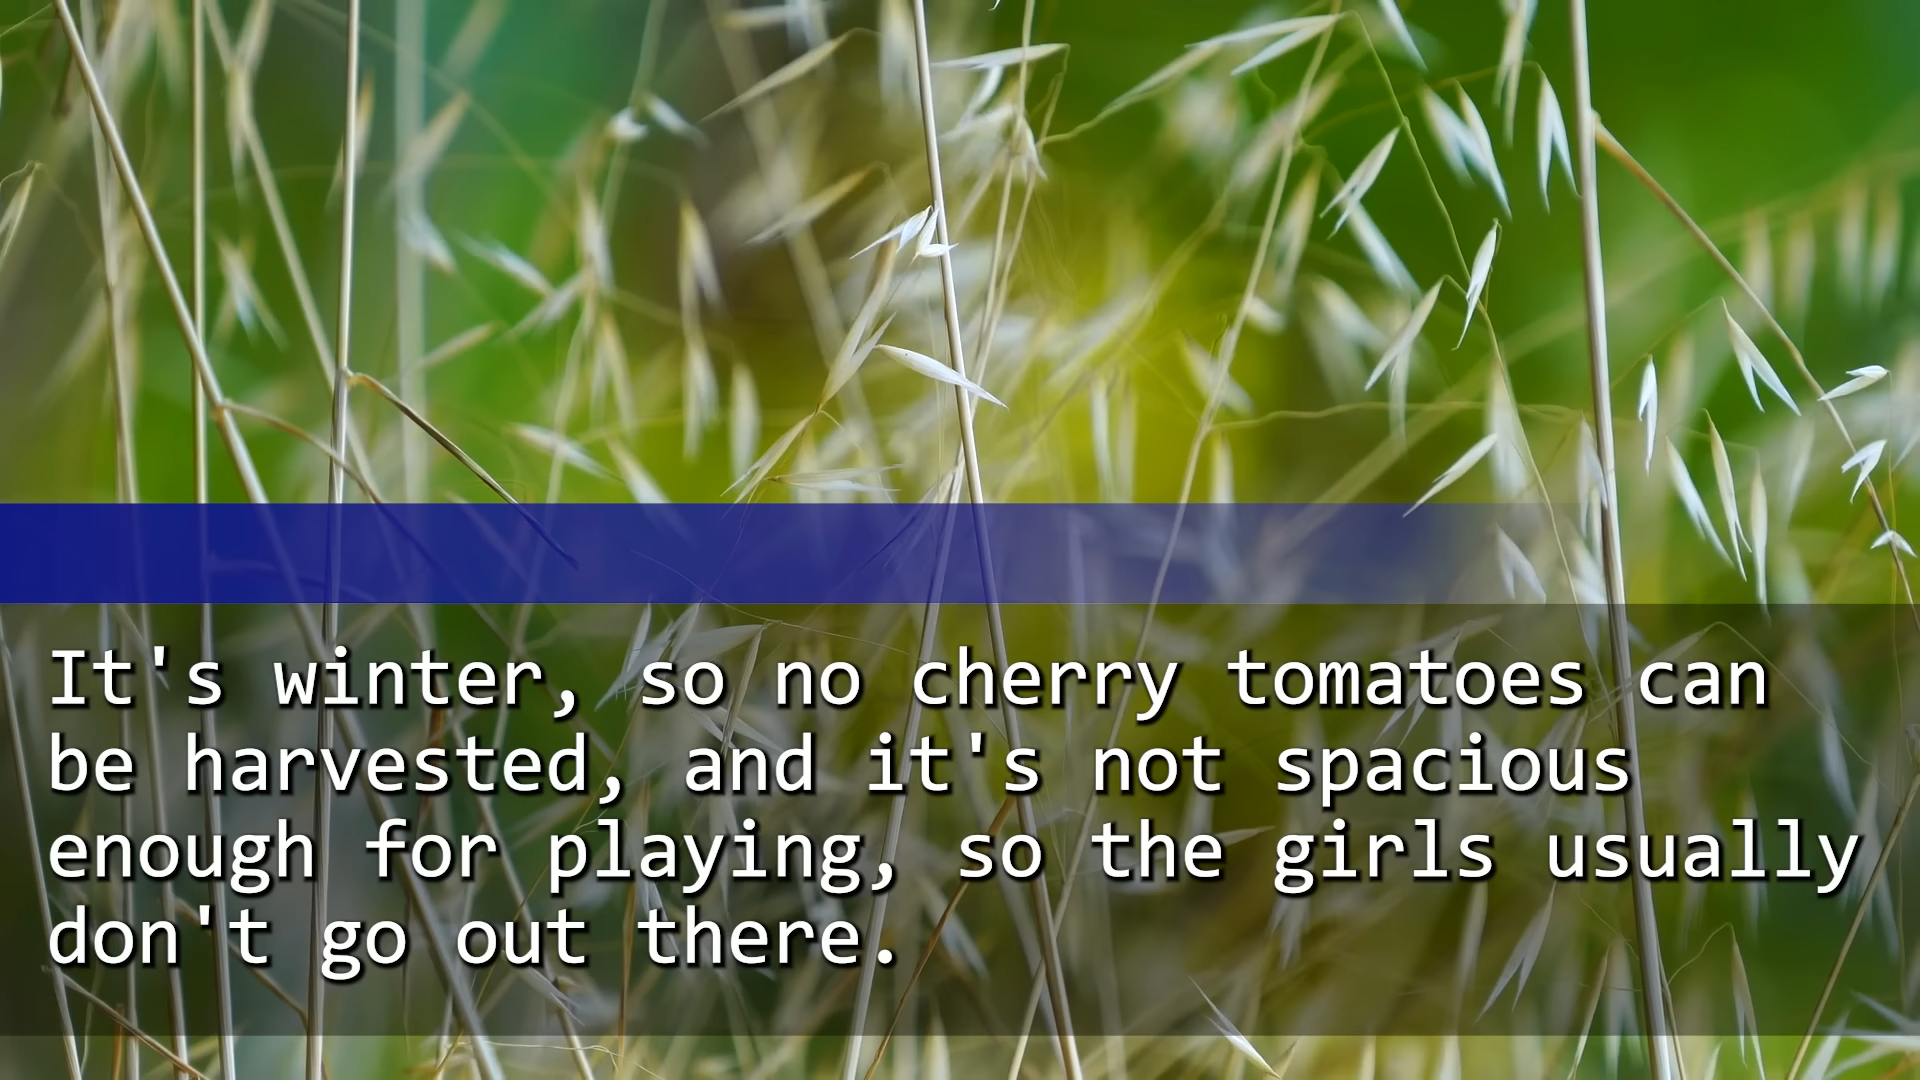 It's winter, so no cherry tomatoes can
be harvested, and it's not spacious
enough for playing, so the girls usually
don't go out there.